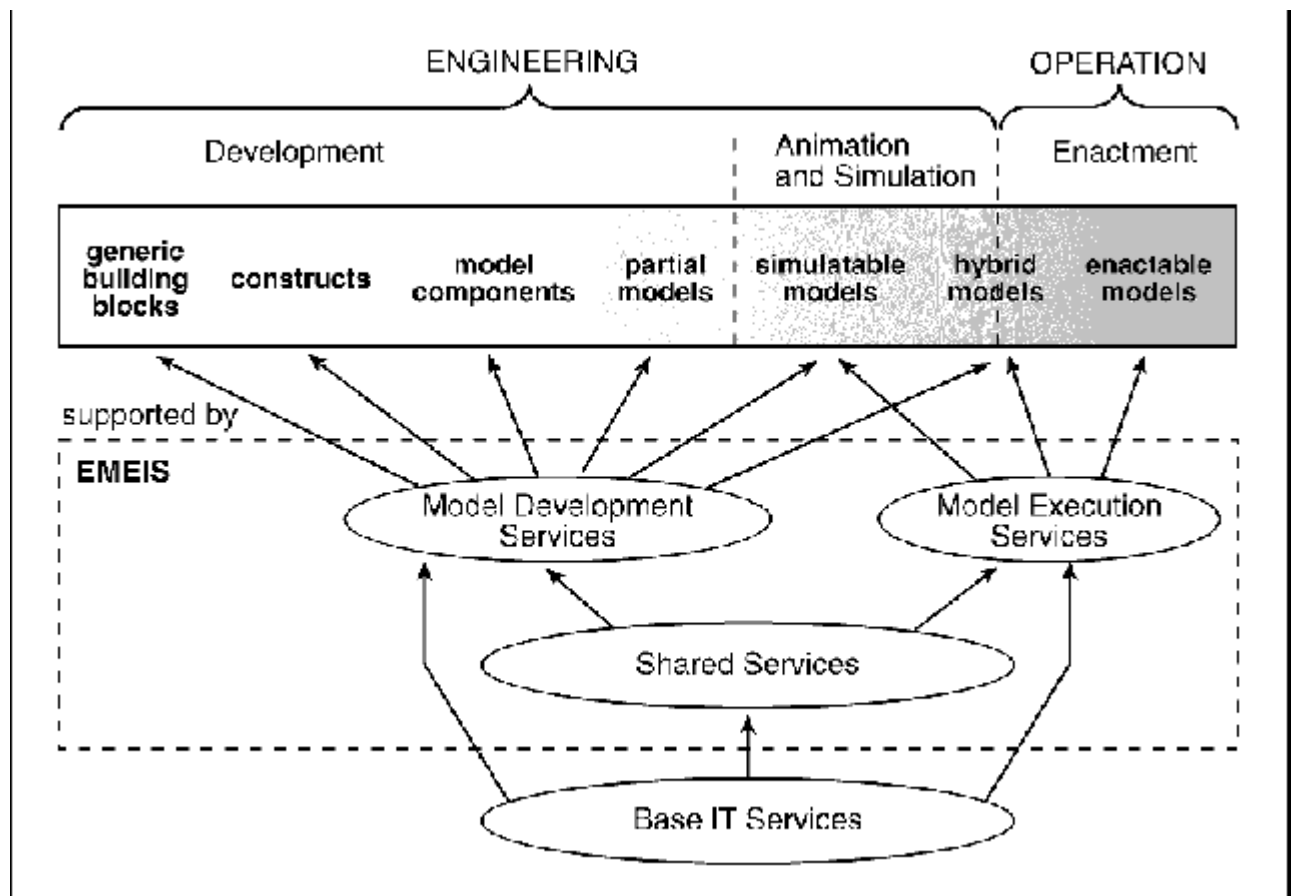 ENGINEERING
OPERATION
Development
Animation
and Simulation
Enactment
generic
building
blocks
constructs
model
components
partial
models
simulatable
models
hybrid
models
enactable
models
supported by
EMEIS
Model Development
Services
Model Execution
Services
Shared Services
Base IT Services